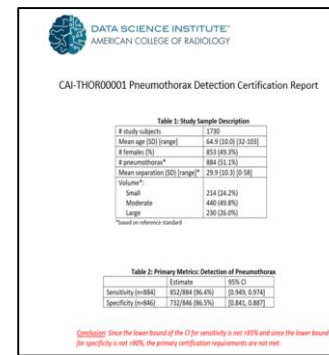 DATA SCIENCE INSTITUTE™
AMERICAN COLLEGE OF RADIOLOGY
CAI-THOR00001 Pneumothorax Detection Certification Report
Table 1: Study Sample Description
# study subjects 1730
Mean age (SD) [range] 64.9 (10.0) [32-103]
# females (%) 853 (49.3%)
# pneumothorax* 884 (51.1%)
Mean separation (SD) [range]* 29.9 (10.3) [0-58]
Volume*:
Small 214 (24.2%)
Moderate 440 (49.8%)
Large 230 (26.0%)
*based on reference standard
Table 2: Primary Metrics: Detection of Pneumothorax
Estimate 95% CI
Sensitivity (n=884) 852/884 (96.4%) [0.949, 0.974]
Specificity (n=846) 732/846 (86.5%) [0.841, 0.887]
Conclusion: Since the lower bound of the CI for sensitivity is not >95% and since the lower bound
for specificity is not >90%, the primary certification requirements are not met.